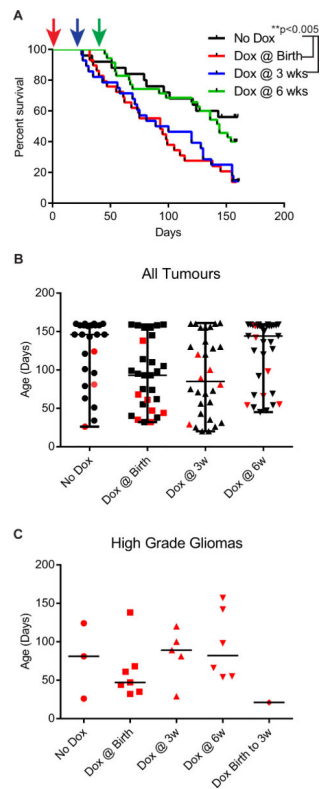 A
**p<0.005
No Dox
Dox @ Birth
Dox @ 3 wks
Dox @ 6 wks
Percent survival
100
80
60
40
20
0
0 50 100 150 200
Days
B
All Tumours
Age (Days)
200
150
100
50
0
No Dox
Dox @ Birth
Dox @ 3w
Dox @ 6w
C
High Grade Gliomas
Age (Days)
200
150
100
50
0
No Dox
Dox @ Birth
Dox @ 3w
Dox @ 6w
Dox Birth to 3w